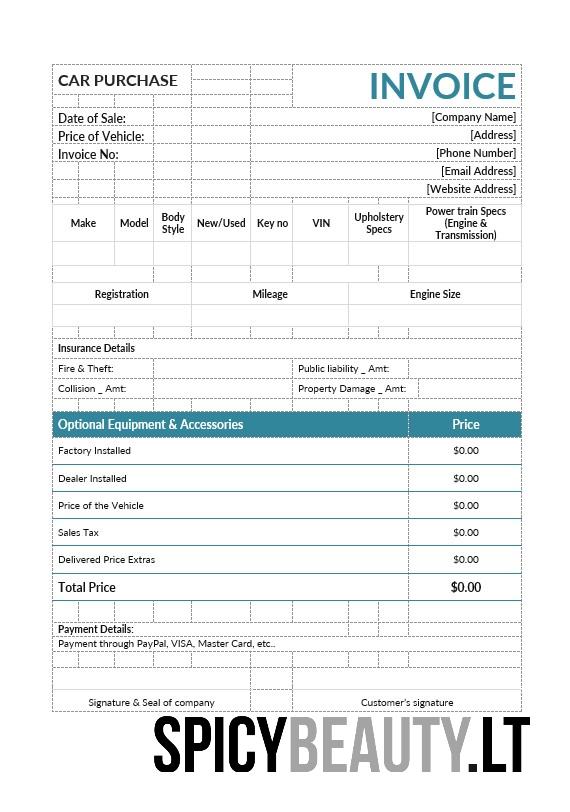 CAR PURCHASE INVOICE
Date of Sale: [Company Name]
Price of Vehicle: [Address]
Invoice No: [Phone Number]
[Email Address]
[Website Address]
Make Model Body Style New/Used Key no VIN Upholstery Specs Power train Specs (Engine & Transmission)
Registration Mileage Engine Size
Insurance Details
Fire & Theft: Public liability _ Amt:
Collision _ Amt: Property Damage _ Amt:
Optional Equipment & Accessories Price
Factory Installed $0.00
Dealer Installed $0.00
Price of the Vehicle $0.00
Sales Tax $0.00
Delivered Price Extras $0.00
Total Price $0.00
Payment Details:
Payment through PayPal, VISA, Master Card, etc..
Signature & Seal of company Customer's signature
SPICYBEAUTY.LT